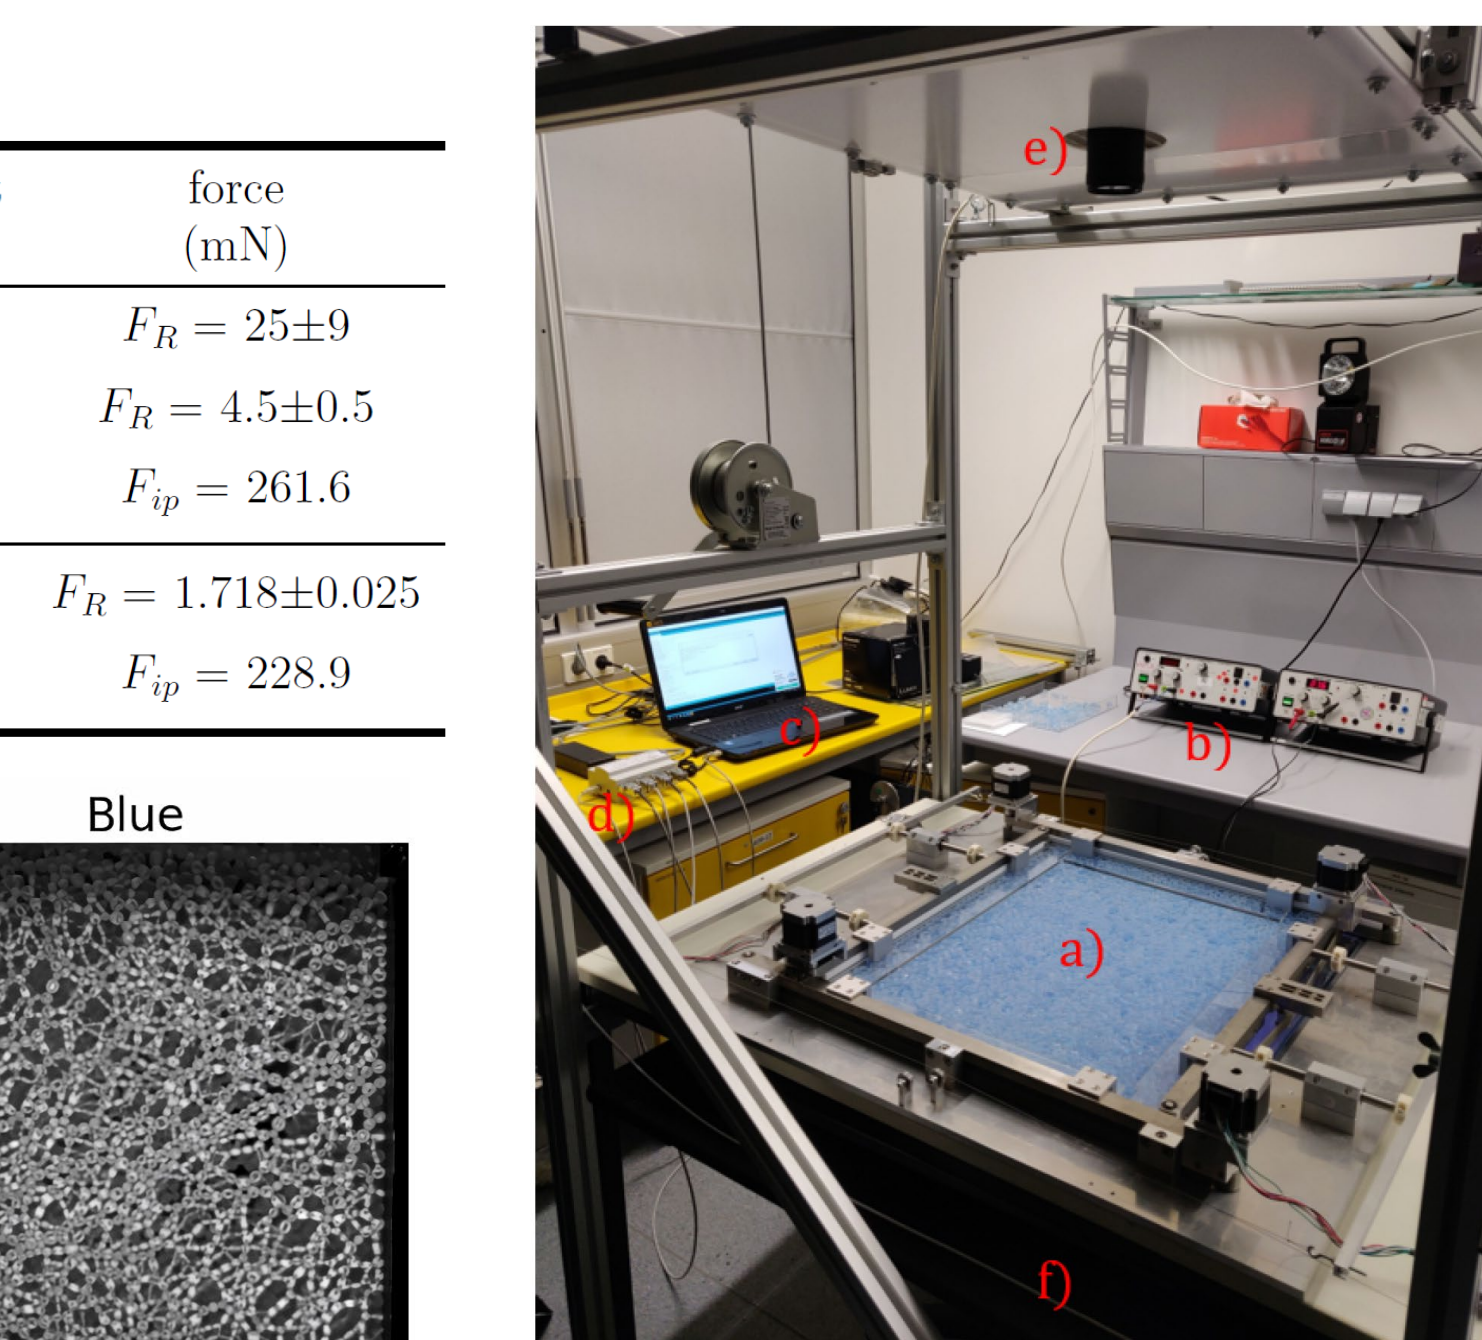 force
(mN)
F_R = 25±9
F_R = 4.5±0.5
F_ip = 261.6
F_R = 1.718±0.025
F_ip = 228.9
Blue
e)
c)
b)
d)
a)
f)